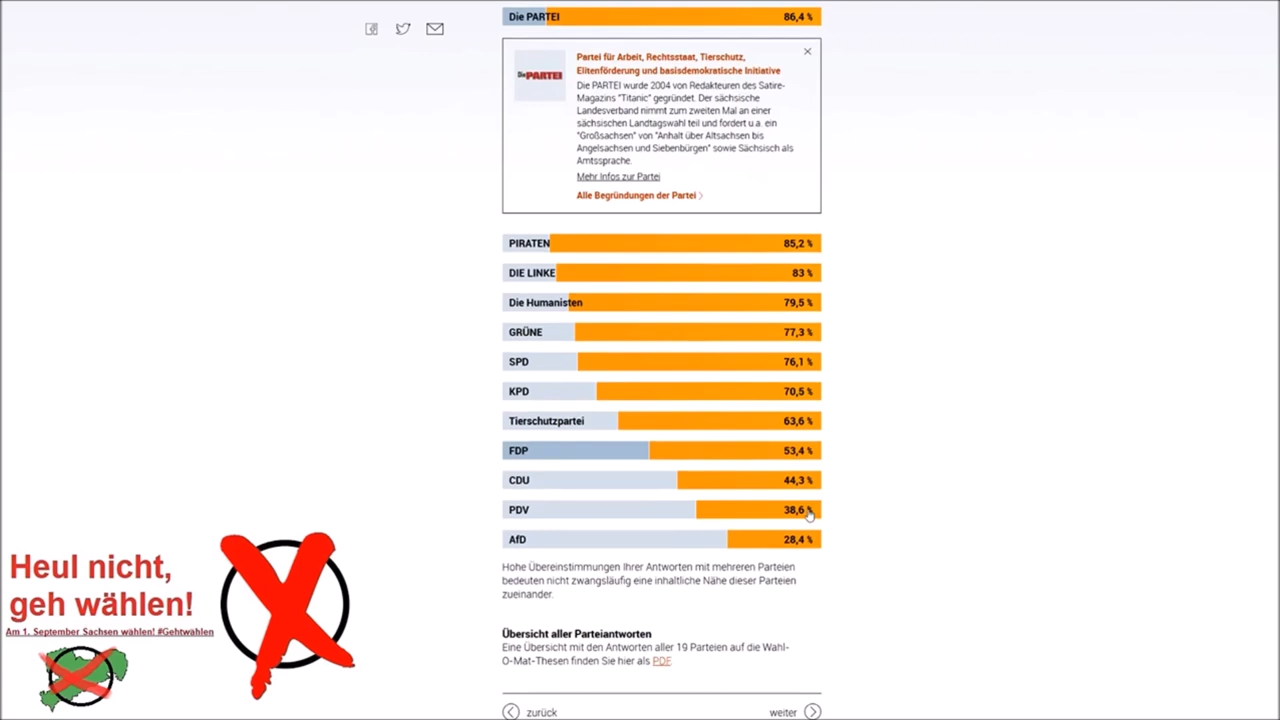 Die PARTEI 86,4 %
Die PARTEI
Partei für Arbeit, Rechtsstaat, Tierschutz,
Elitenförderung und basisdemokratische Initiative
Die PARTEI wurde 2004 von Redakteuren des Satire-
Magazins "Titanic" gegründet. Der sächsische
Landesverband nimmt zum zweiten Mal an einer
sächsischen Landtagswahl teil und fordert u.a. ein
"Großsachsen" von "Anhalt über Altsachsen bis
Angelsachsen und Siebenbürgen" sowie Sächsisch als
Amtssprache.
Mehr Infos zur Partei
Alle Begründungen der Partei
PIRATEN 85,2 %
DIE LINKE 83 %
Die Humanisten 79,5 %
GRÜNE 77,3 %
SPD 76,1 %
KPD 70,5 %
Tierschutzpartei 63,6 %
FDP 53,4 %
CDU 44,3 %
PDV 38,6 %
AfD 28,4 %
Hohe Übereinstimmungen Ihrer Antworten mit mehreren Parteien
bedeuten nicht zwangsläufig eine inhaltliche Nähe dieser Parteien
zueinander.
Übersicht aller Parteiantworten
Eine Übersicht mit den Antworten aller 19 Parteien auf die Wahl-
O-Mat-Thesen finden Sie hier als PDF.
zurück weiter
Heul nicht,
geh wählen!
Am 1. September Sachsen wählen! #Gehtwählen